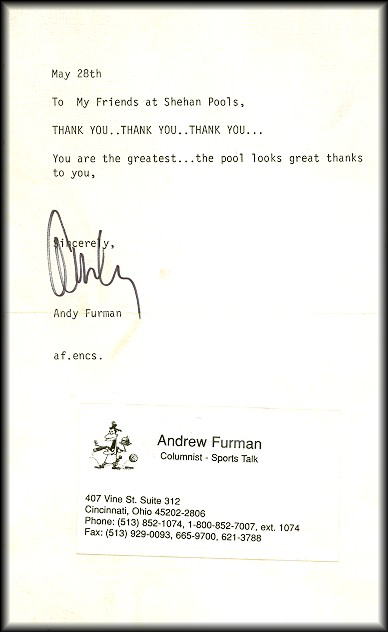 May 28th
To My Friends at Shehan Pools,
THANK YOU..THANK YOU..THANK YOU...
You are the greatest...the pool looks great thanks
to you,
Sincerely,
Andy
Andy Furman
af.encs.
Andrew Furman
Columnist - Sports Talk
407 Vine St. Suite 312
Cincinnati, Ohio 45202-2806
Phone: (513) 852-1074, 1-800-852-7007, ext. 1074
Fax: (513) 929-0093, 665-9700, 621-3788